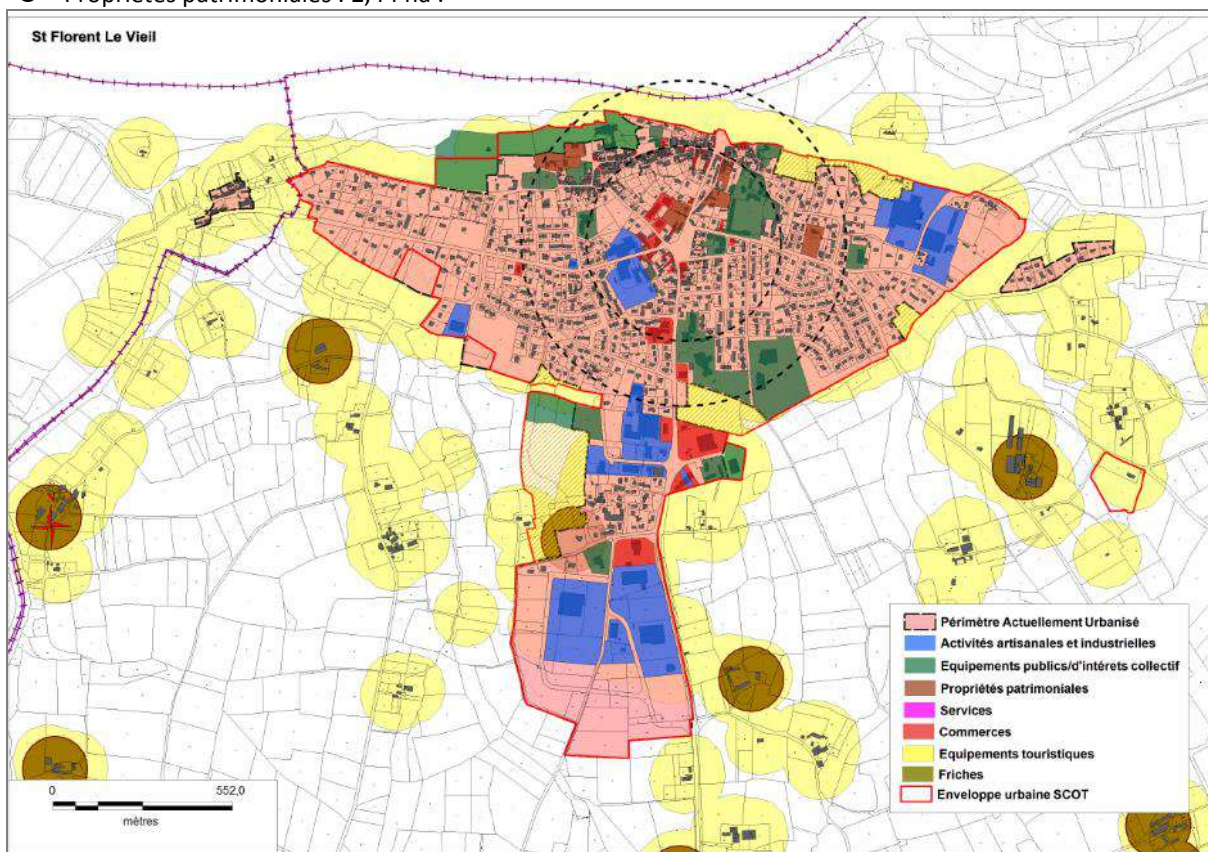 St Florent Le Vieil
Périmètre Actuellement Urbanisé
Activités artisanales et industrielles
Equipements publics/d'intérets collectif
Propriétés patrimoniales
Services
Commerces
Equipements touristiques
Friches
Enveloppe urbaine SCOT
0 552,0
mètres